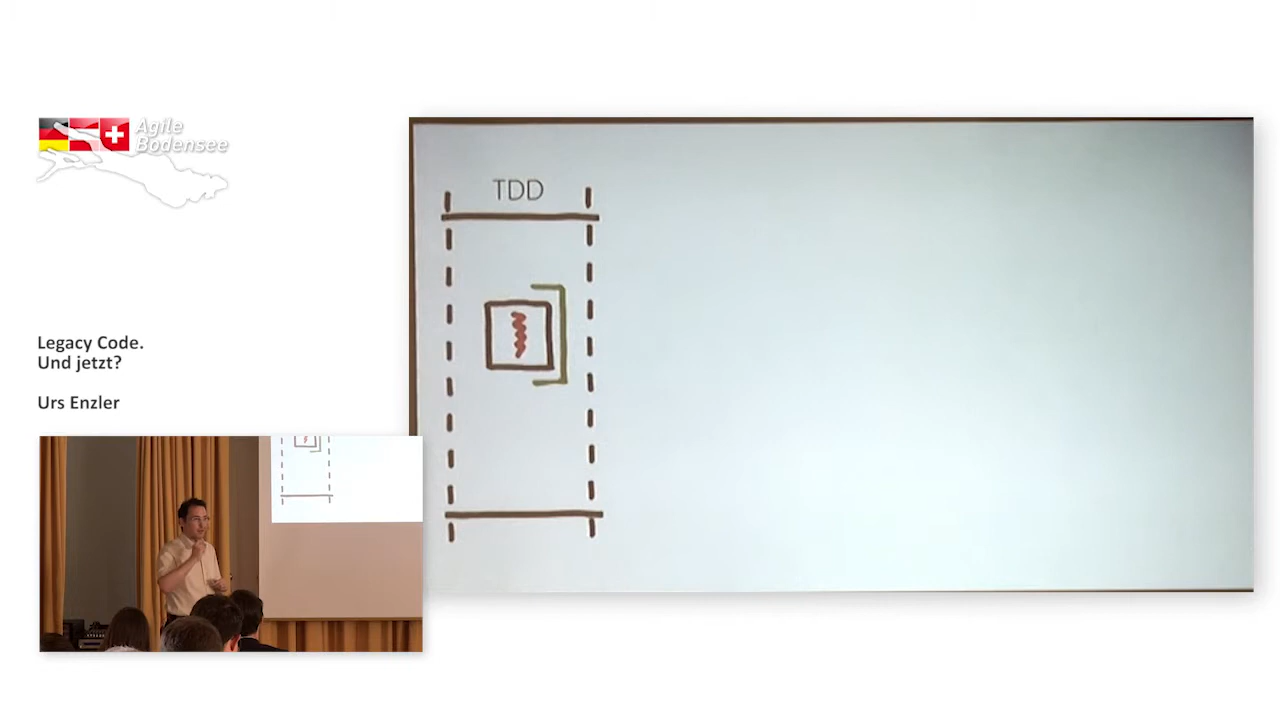 Agile
Bodensee
TDD
Legacy Code.
Und jetzt?
Urs Enzler